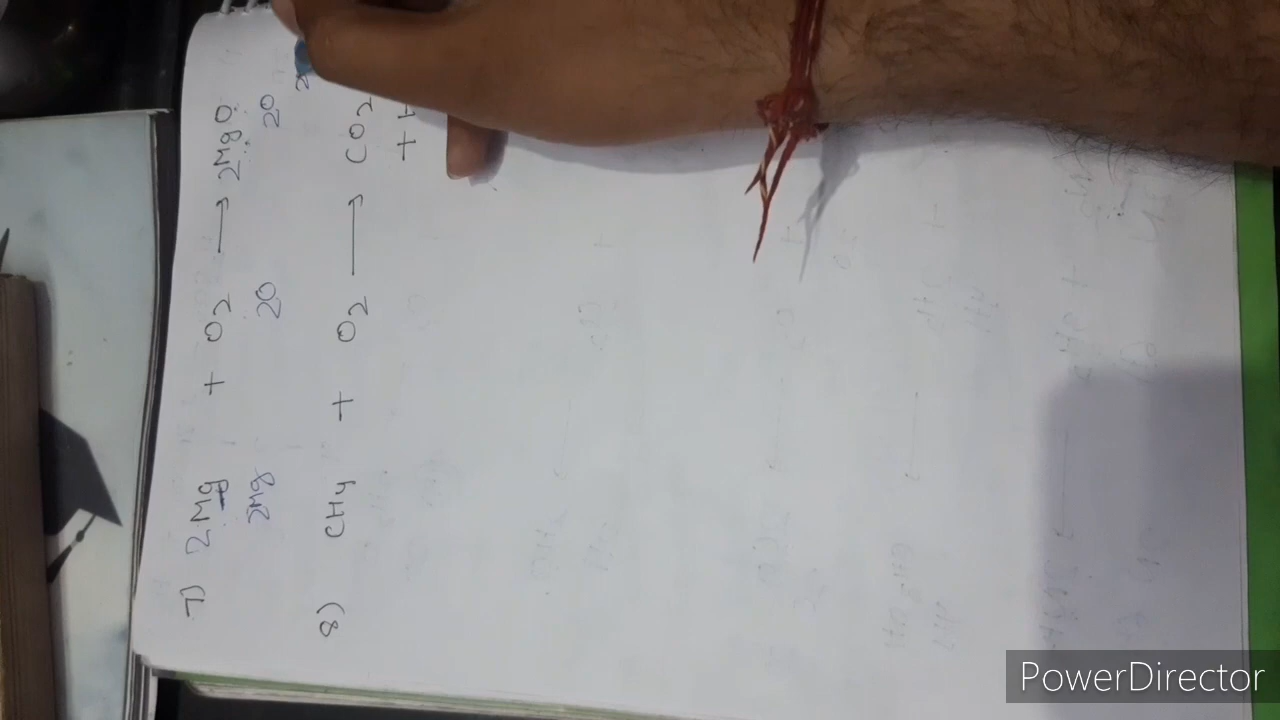 7) 2Mg + O2 → 2MgO
2Mg 2O 2O
8) CH4 + O2 → CO2
+
PowerDirector